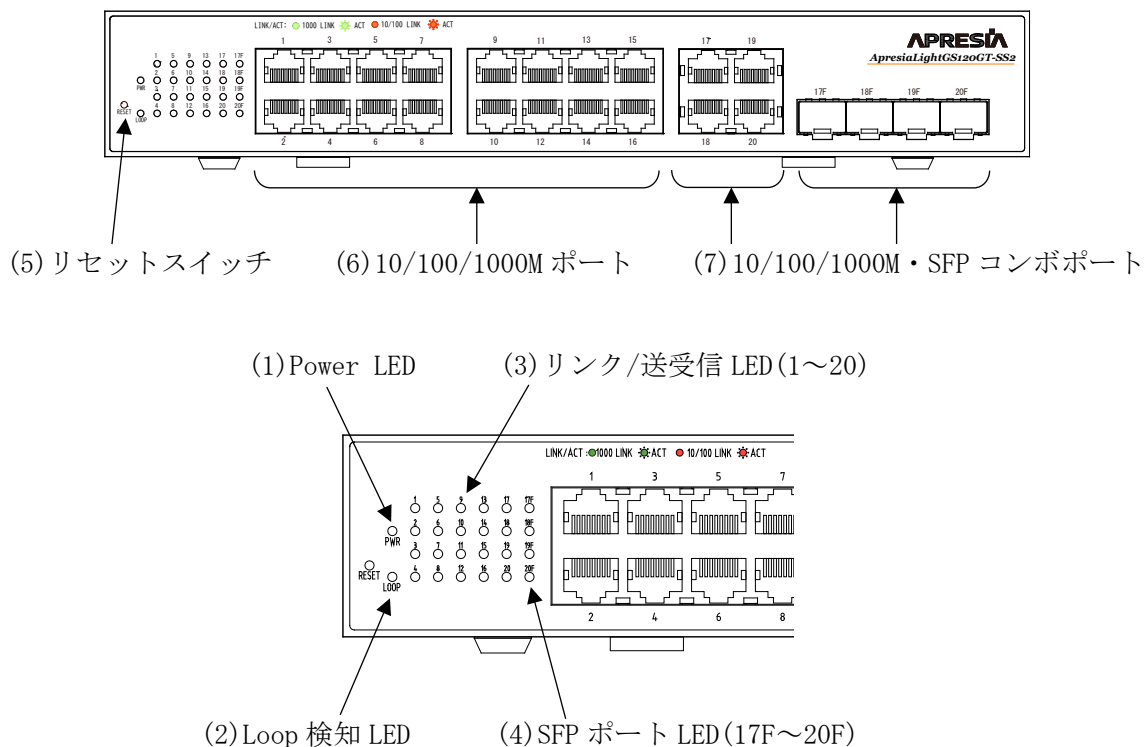 LINK/ACT: 1000 LINK ACT 10/100 LINK ACT
1 3 5 7 9 11 13 15 17 19
APRESIA
ApresiaLightGS120GT-SS2
1 5 9 13 17 17F
2 6 10 14 18 18F
PWR
3 7 11 15 19 19F
4 8 12 16 20 20F
RESET
LOOP
17F 18F 19F 20F
2 4 6 8 10 12 14 16 18 20
(5)リセットスイッチ
(6)10/100/1000M ポート
(7)10/100/1000M・SFP コンボポート
(1)Power LED
(3)リンク/送受信 LED(1～20)
LINK/ACT: 1000 LINK ACT 10/100 LINK ACT
1 3 5 7
1 5 9 13 17 17F
2 6 10 14 18 18F
PWR
3 7 11 15 19 19F
RESET
4 8 12 16 20 20F
LOOP
2 4 6 8
(2)Loop 検知 LED
(4)SFP ポート LED(17F～20F)